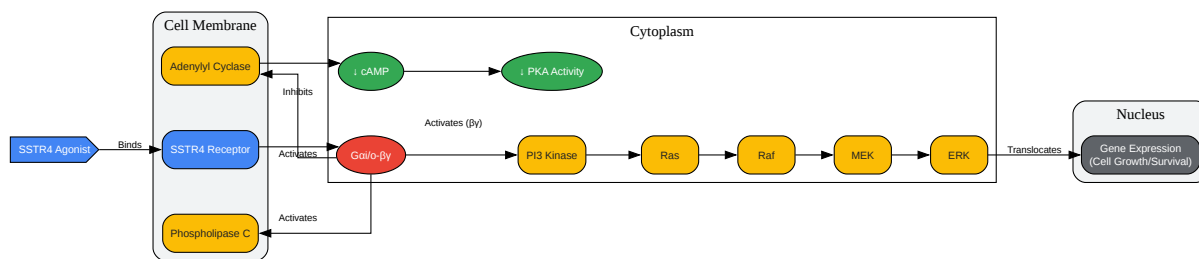 Cell Membrane
Cytoplasm
Adenylyl Cyclase
↓ cAMP
↓ PKA Activity
Inhibits
Nucleus
Activates (βγ)
SSTR4 Agonist
Binds
SSTR4 Receptor
Activates
Gαi/o-βγ
PI3 Kinase
Ras
Raf
MEK
ERK
Translocates
Gene Expression
(Cell Growth/Survival)
Activates
Phospholipase C